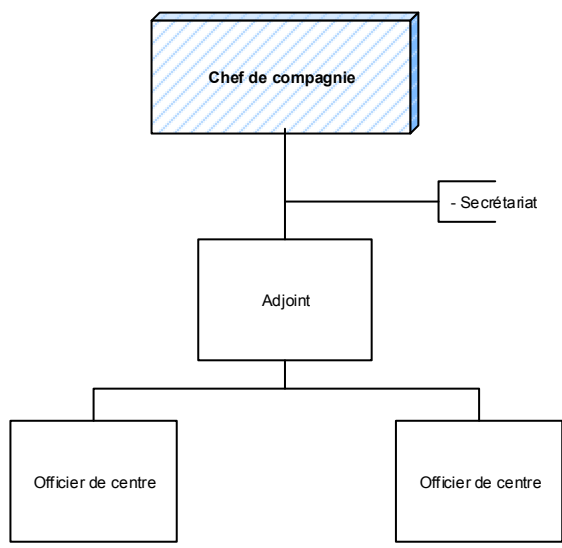 Chef de compagnie
- Secrétariat
Adjoint
Officier de centre
Officier de centre